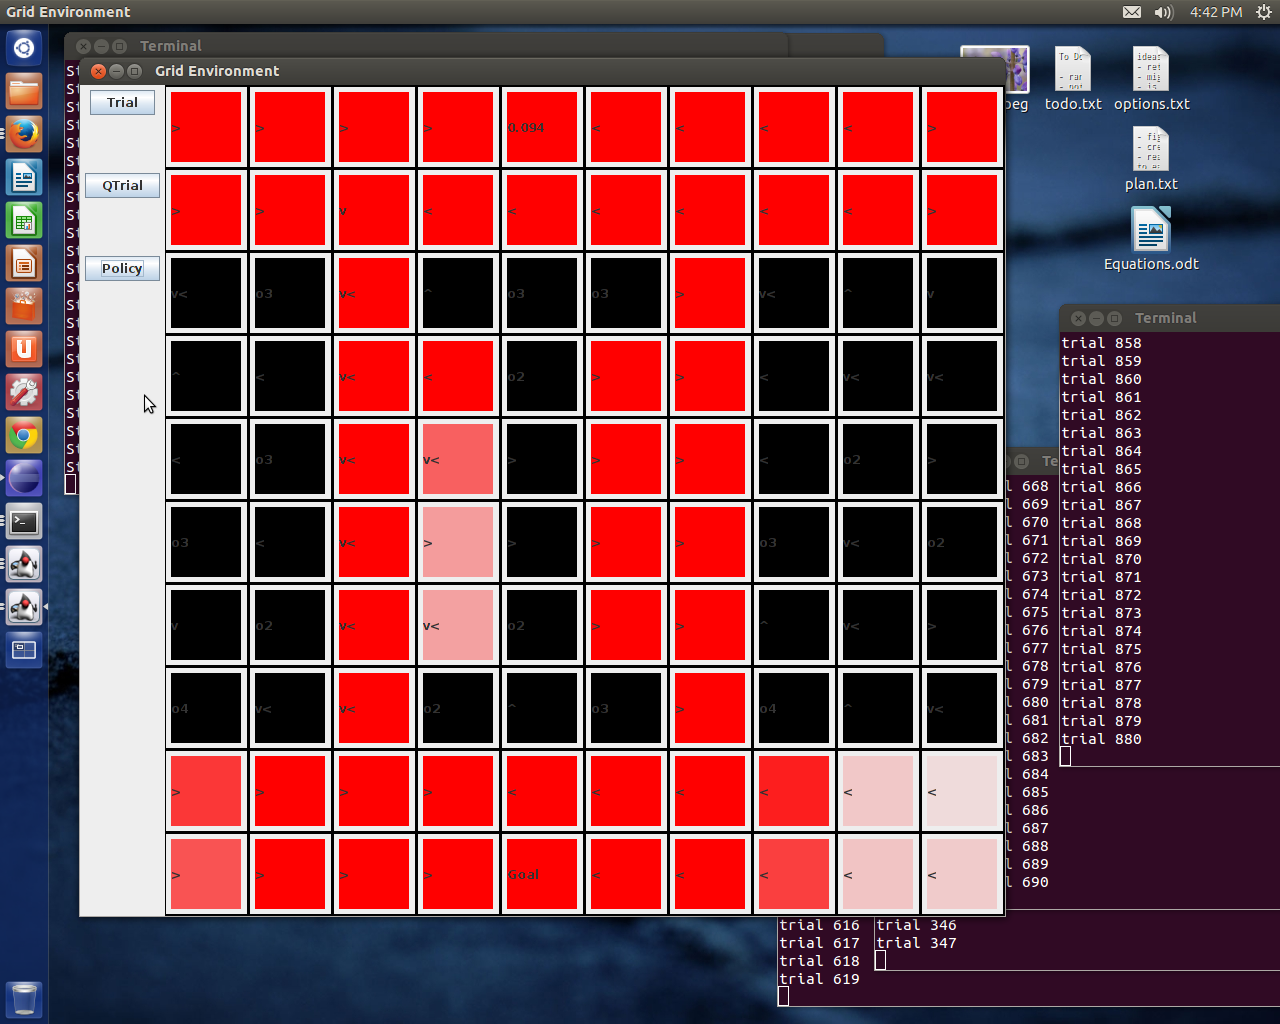 Grid Environment
4:42 PM
Terminal
Grid Environment
Trial
QTrial
Policy
> > > > 0.094 < < < < >
> > v < < < < < < >
v< o3 v< ^ o3 o3 > v< ^ v
^ < v< < o2 > > < v< v<
< o3 v< v< > > > < o2 >
o3 < v< > > > > o3 v< o2
v o2 v< v< o2 > > ^ v< >
o4 v< v< o2 ^ o3 > o4 ^ v<
> > > > < < < < < <
> > > > Goal < < < < <
peg
todo.txt
options.txt
plan.txt
Equations.odt
To Do
Terminal
trial 858
trial 859
trial 860
trial 861
trial 862
trial 863
trial 864
trial 865
trial 866
trial 867
trial 868
trial 869
trial 870
trial 871
trial 872
trial 873
trial 874
trial 875
trial 876
trial 877
trial 878
trial 879
trial 880
Te
l 668
l 669
l 670
l 671
l 672
l 673
l 674
l 675
l 676
l 677
l 678
l 679
l 680
l 681
l 682
l 683
l 684
l 685
l 686
l 687
l 688
l 689
l 690
trial 616
trial 617
trial 618
trial 619
trial 346
trial 347